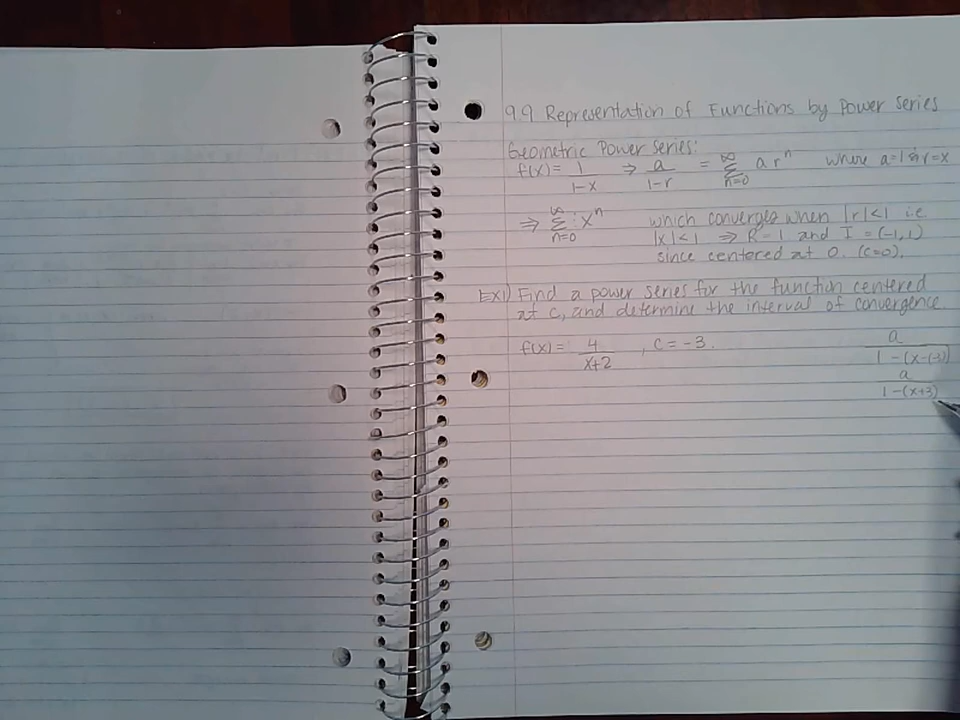 9.9 Representation of Functions by Power Series
Geometric Power Series:
f(x) = 1/(1-x) ⇒ a/(1-r) = ∞∑n=0 a r^n where a=1 & r=x
⇒ ∞∑n=0 x^n which converges when |r|<1 i.e
|x|<1 ⇒ R=1 and I = (-1,1)
since centered at 0. (c=0).
Ex1) Find a power series for the function centered
at c, and determine the interval of convergence
f(x) = 4/(x+2) , c = -3.
a/(1-(x-(-3))
a/(1-(x+3))